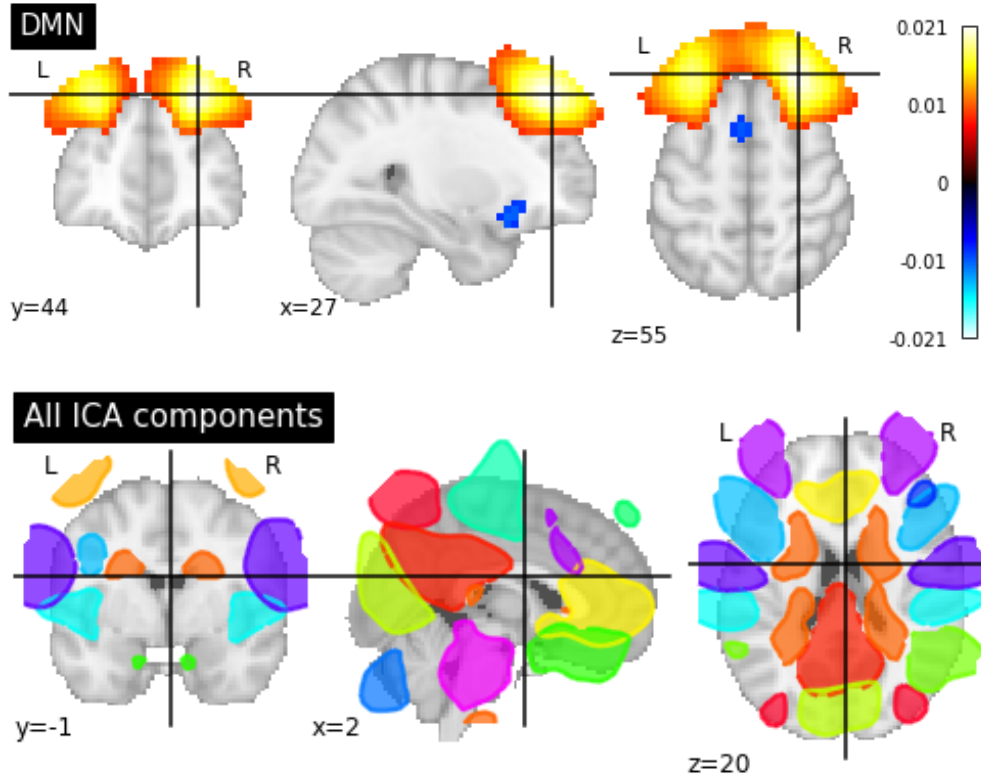 DMN
L R
L R
0.021
0.01
0
-0.01
-0.021
y=44
x=27
z=55
All ICA components
L R
L R
y=-1
x=2
z=20